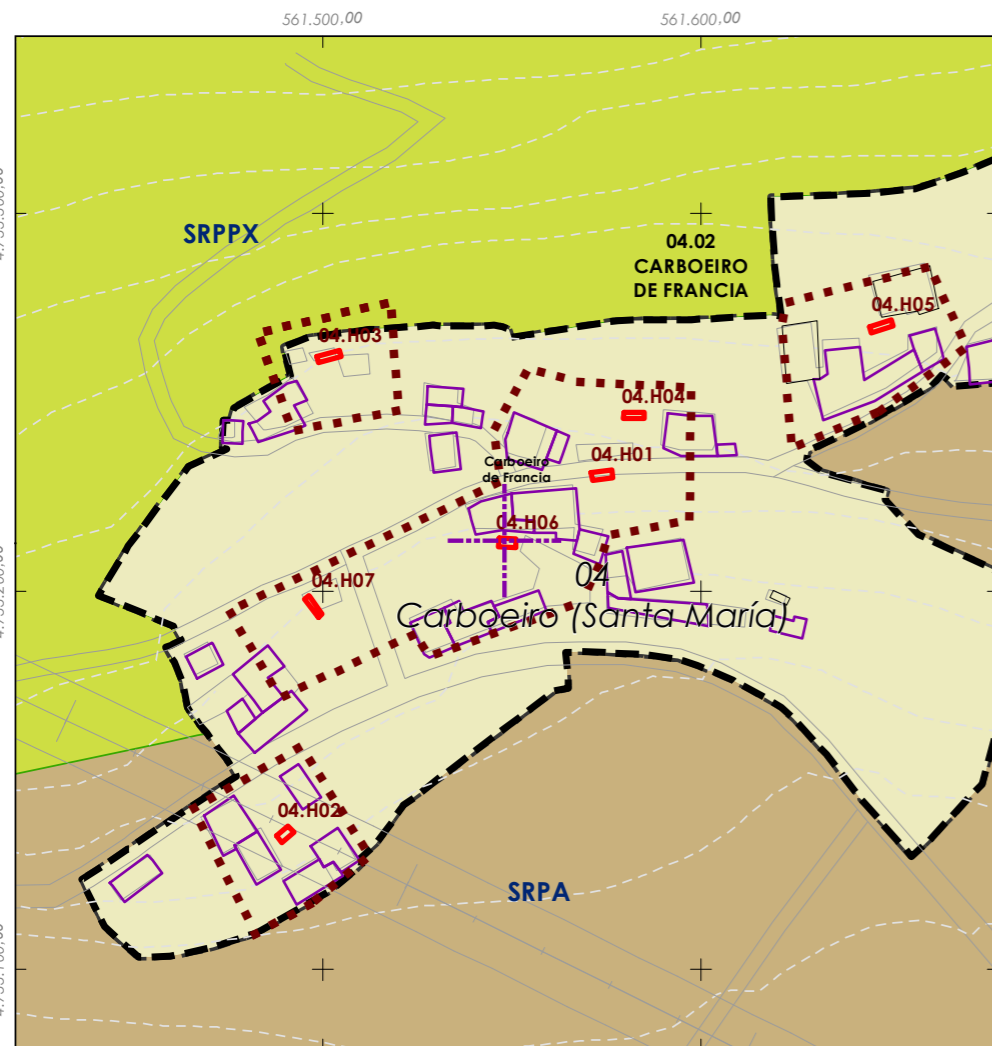 561.500,00
561.600,00
SRPPX
04.02
CARBOEIRO
DE FRANCIA
04.H05
04.H03
04.H04
04.H01
Carboeiro
de Francia
04.H06
04.H07
04
Carboeiro (Santa María)
04.H02
SRPA